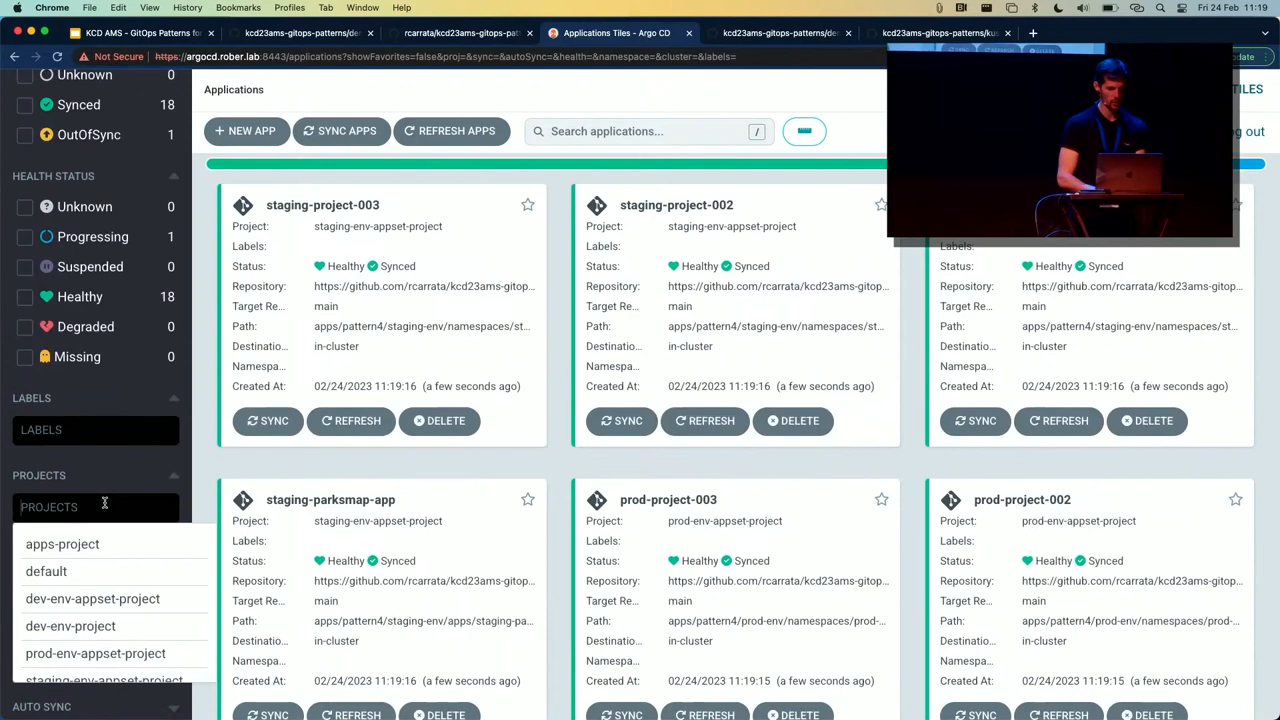 Chrome File Edit View History Bookmarks Profiles Tab Window Help Fri 24 Feb 11:19
KCD AMS - GitOps Patterns for kcd23ams-gitops-patterns/der rcarrata/kcd23ams-gitops-pat Applications Tiles - Argo CD kcd23ams-gitops-patterns/de kcd23ams-gitops-patterns/kus
Not Secure https://argocd.rober.lab:8443/applications?showFavorites=false&proj=&sync=&autoSync=&health=&namespace=&cluster=&labels= date
Unknown 0
Synced 18
OutOfSync 1
HEALTH STATUS
Unknown 0
Progressing 1
Suspended 0
Healthy 18
Degraded 0
Missing 0
LABELS
LABELS
PROJECTS
PROJECTS
apps-project
default
dev-env-appset-project
dev-env-project
prod-env-appset-project
staging-env-appset-project
AUTO SYNC
Applications TILES
+ NEW APP SYNC APPS REFRESH APPS Search applications... / og out
staging-project-003
Project: staging-env-appset-project
Labels:
Status: Healthy Synced
Repository: https://github.com/rcarrata/kcd23ams-gitop...
Target Re... main
Path: apps/pattern4/staging-env/namespaces/st...
Destinatio... in-cluster
Namespa...
Created At: 02/24/2023 11:19:16 (a few seconds ago)
SYNC REFRESH DELETE
staging-project-002
Project: staging-env-appset-project
Labels:
Status: Healthy Synced
Repository: https://github.com/rcarrata/kcd23ams-gitop...
Target Re... main
Path: apps/pattern4/staging-env/namespaces/st...
Destinatio... in-cluster
Namespa...
Created At: 02/24/2023 11:19:16 (a few seconds ago)
SYNC REFRESH DELETE
Labels:
Status: Healthy Synced
Repository: https://github.com/rcarrata/kcd23ams-gitop...
Target Re... main
Path: apps/pattern4/staging-env/namespaces/st...
Destinatio... in-cluster
Namespa...
Created At: 02/24/2023 11:19:16 (a few seconds ago)
SYNC REFRESH DELETE
staging-parksmap-app
Project: staging-env-appset-project
Labels:
Status: Healthy Synced
Repository: https://github.com/rcarrata/kcd23ams-gitop...
Target Re... main
Path: apps/pattern4/staging-env/apps/staging-pa...
Destinatio... in-cluster
Namespa...
Created At: 02/24/2023 11:19:16 (a few seconds ago)
SYNC REFRESH DELETE
prod-project-003
Project: prod-env-appset-project
Labels:
Status: Healthy Synced
Repository: https://github.com/rcarrata/kcd23ams-gitop...
Target Re... main
Path: apps/pattern4/prod-env/namespaces/prod-...
Destinatio... in-cluster
Namespa...
Created At: 02/24/2023 11:19:15 (a few seconds ago)
SYNC REFRESH DELETE
prod-project-002
Project: prod-env-appset-project
Labels:
Status: Healthy Synced
Repository: https://github.com/rcarrata/kcd23ams-gitop...
Target Re... main
Path: apps/pattern4/prod-env/namespaces/prod-...
Destinatio... in-cluster
Namespa...
Created At: 02/24/2023 11:19:15 (a few seconds ago)
SYNC REFRESH DELETE